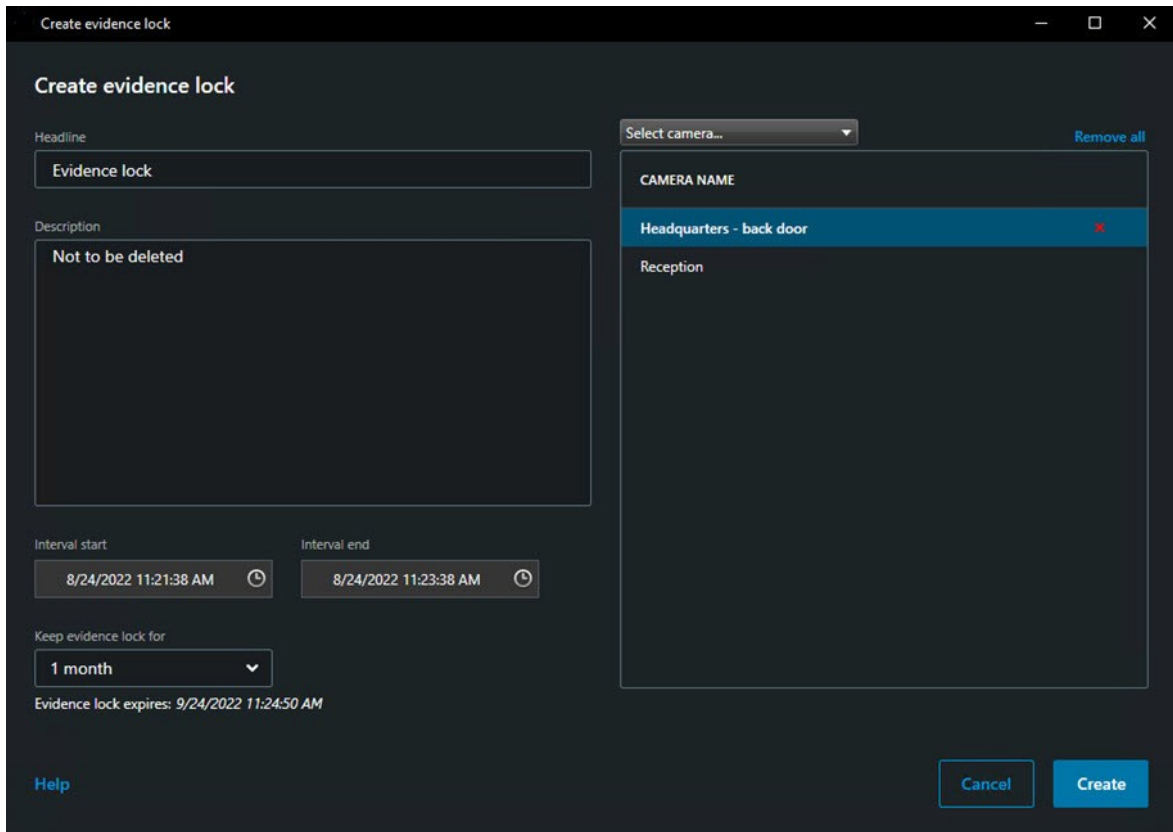 Create evidence lock
Create evidence lock
Headline
Evidence lock
Description
Not to be deleted
Interval start Interval end
8/24/2022 11:21:38 AM 8/24/2022 11:23:38 AM
Keep evidence lock for
1 month
Evidence lock expires: 9/24/2022 11:24:50 AM
Select camera... Remove all
CAMERA NAME
Headquarters - back door
Reception
Help Cancel Create